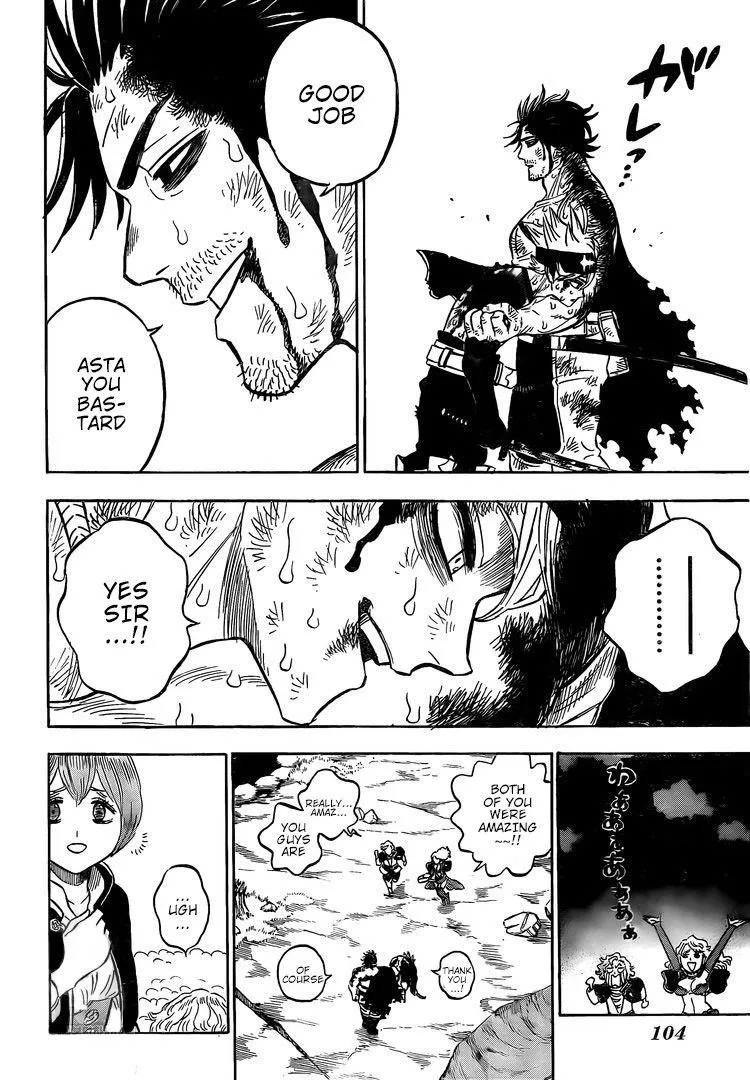 ガ
レ
っ
…
GOOD
JOB
ASTA
YOU
BAS-
TARD
………
YES
SIR
…!!
BOTH
OF YOU
WERE
AMAZING
~~!!
REALLY...
AMAZ...
YOU
GUYS
ARE
THANK
YOU
...!
OF
COURSE
...
UGH
...
104